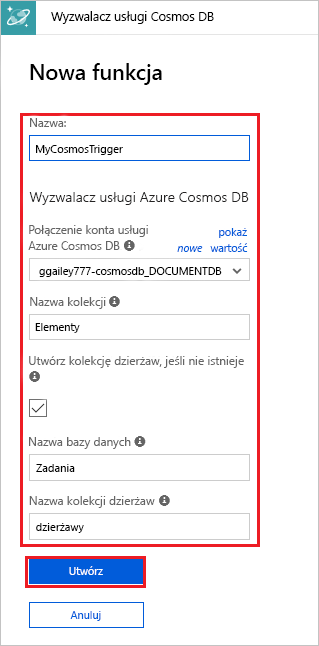 Wyzwalacz usługi Cosmos DB
Nowa funkcja
Nazwa:
MyCosmosTrigger
Wyzwalacz usługi Azure Cosmos DB
Połączenie konta usługi pokaż
Azure Cosmos DB nowe wartość
ggailey777-cosmosdb_DOCUMENTDB
Nazwa kolekcji
Elementy
Utwórz kolekcję dzierżaw, jeśli nie istnieje
Nazwa bazy danych
Zadania
Nazwa kolekcji dzierżaw
dzierżawy
Utwórz
Anuluj